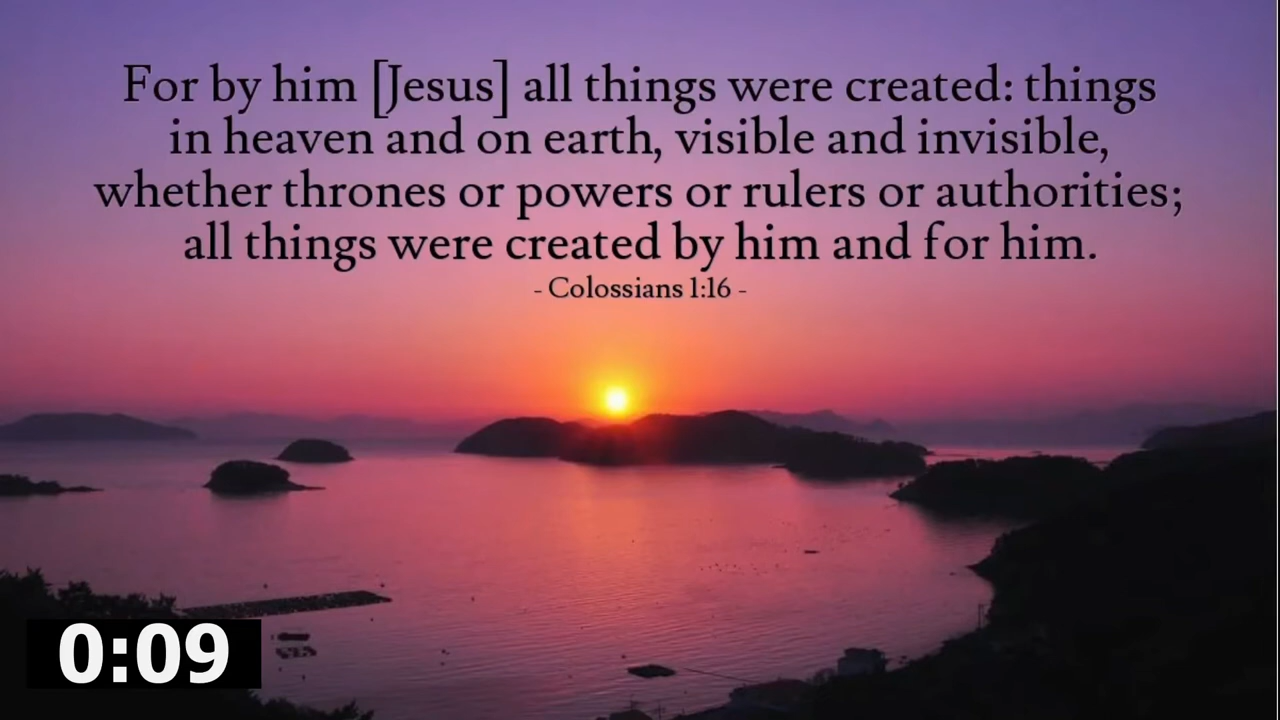 For by him [Jesus] all things were created: things
in heaven and on earth, visible and invisible,
whether thrones or powers or rulers or authorities;
all things were created by him and for him.
- Colossians 1:16 -
0:09